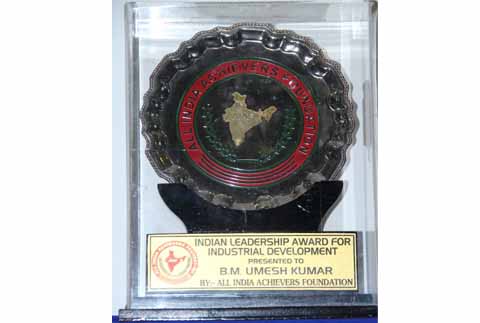 ALL INDIA ACHIEVERS FOUNDATION
INDIAN LEADERSHIP AWARD FOR
INDUSTRIAL DEVELOPMENT
PRESENTED TO
B.M. UMESH KUMAR
BY:- ALL INDIA ACHIEVERS FOUNDATION